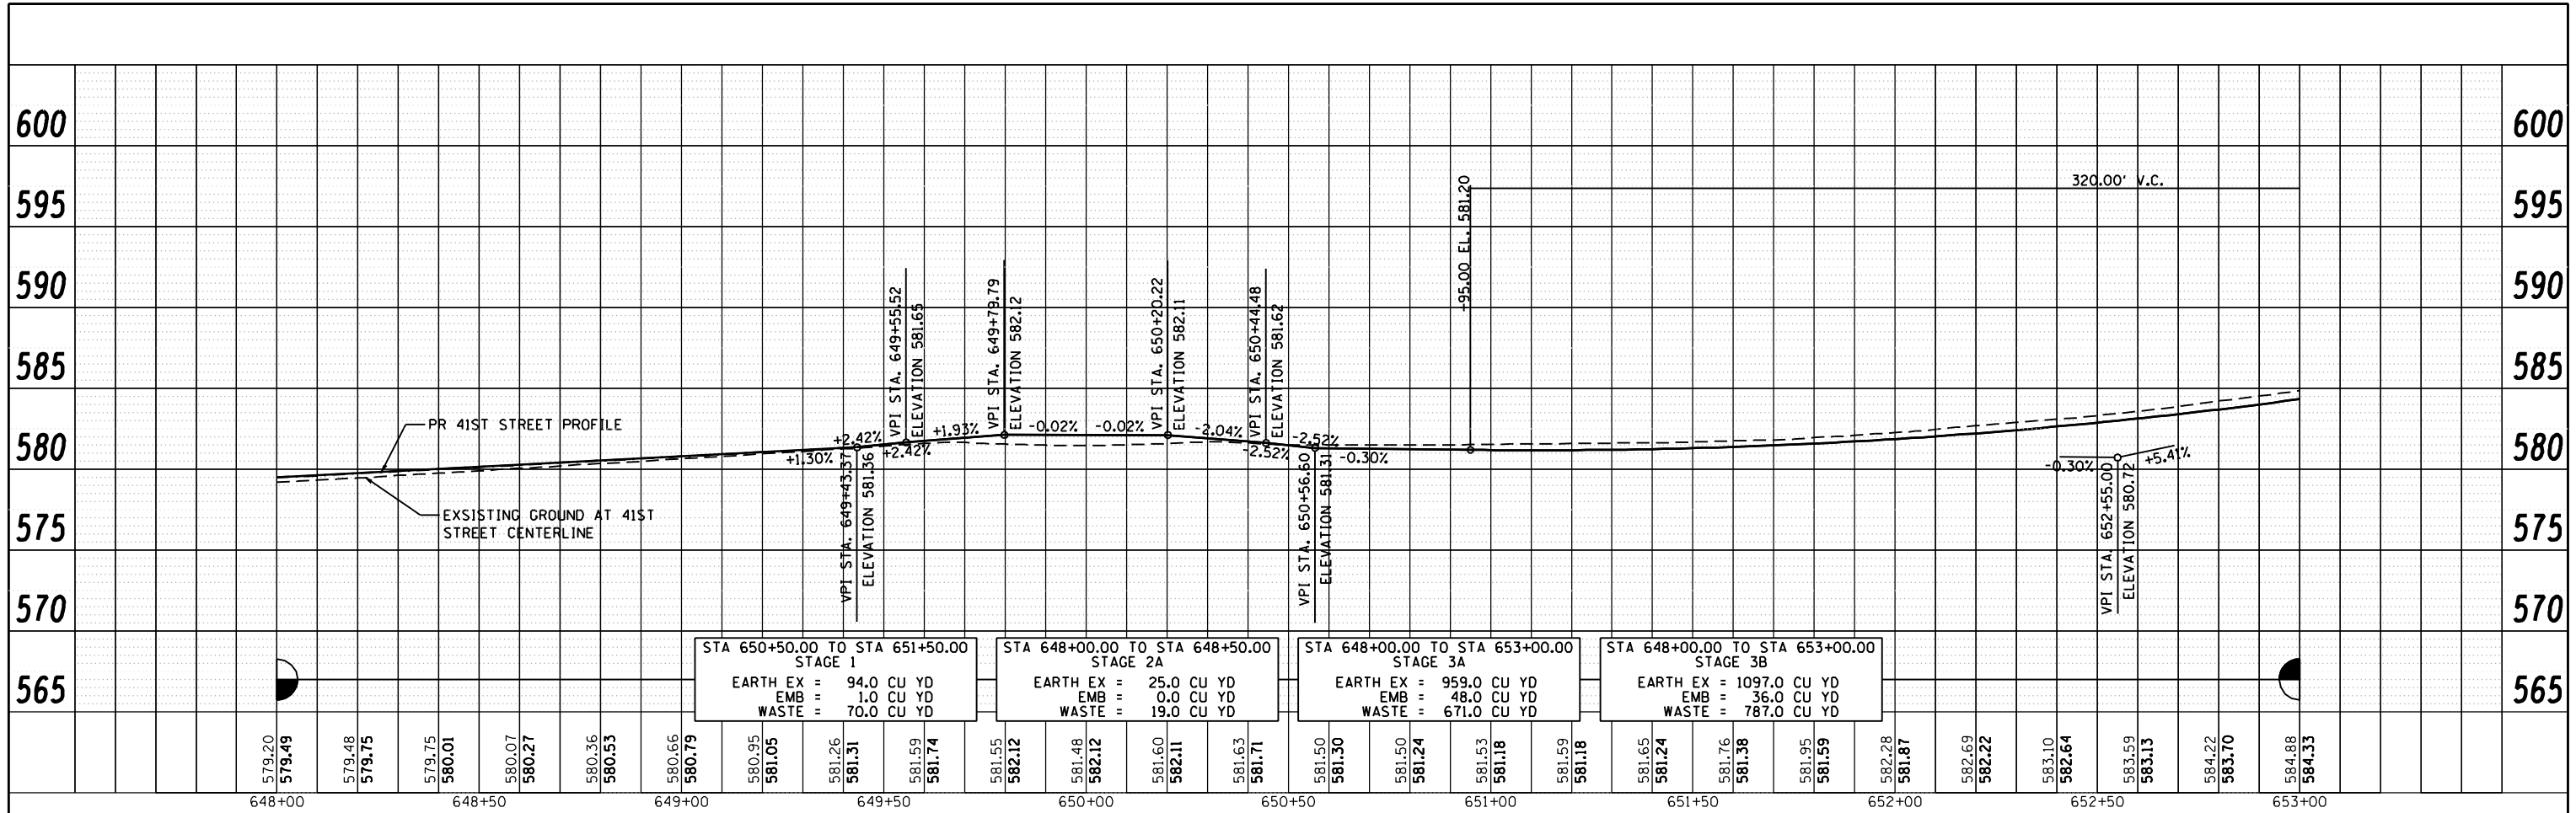 600
600
595
595
590
590
585
585
580
580
575
575
570
570
565
565
320.00' V.C.
-95.00 EL. 581.20
PR 41ST STREET PROFILE
EXSISTING GROUND AT 41ST
STREET CENTERLINE
+1.30%
+2.42%
VPI STA. 649+43.37
ELEVATION 581.36
VPI STA. 649+55.52
ELEVATION 581.65
+2.42%
+1.93%
VPI STA. 649+79.79
ELEVATION 582.12
-0.02%
-0.02%
VPI STA. 650+20.22
ELEVATION 582.11
-2.04%
VPI STA. 650+44.48
ELEVATION 581.62
-2.52%
-2.52%
VPI STA. 650+56.60
ELEVATION 581.31
-0.30%
-0.30%
+5.41%
VPI STA. 652+55.00
ELEVATION 580.72
STA 650+50.00 TO STA 651+50.00
STAGE 1
EARTH EX = 94.0 CU YD
EMB = 1.0 CU YD
WASTE = 70.0 CU YD
STA 648+00.00 TO STA 648+50.00
STAGE 2A
EARTH EX = 25.0 CU YD
EMB = 0.0 CU YD
WASTE = 19.0 CU YD
STA 648+00.00 TO STA 653+00.00
STAGE 3A
EARTH EX = 959.0 CU YD
EMB = 48.0 CU YD
WASTE = 671.0 CU YD
STA 648+00.00 TO STA 653+00.00
STAGE 3B
EARTH EX = 1097.0 CU YD
EMB = 36.0 CU YD
WASTE = 787.0 CU YD
579.20
579.49
579.48
579.75
579.75
580.01
580.07
580.27
580.36
580.53
580.66
580.79
580.95
581.05
581.26
581.31
581.59
581.74
581.55
582.12
581.48
582.12
581.60
582.11
581.63
581.71
581.50
581.30
581.50
581.24
581.53
581.18
581.59
581.18
581.65
581.24
581.76
581.38
581.95
581.59
582.28
581.87
582.69
582.22
583.10
582.64
583.59
583.13
584.22
583.70
584.88
584.33
648+00
648+50
649+00
649+50
650+00
650+50
651+00
651+50
652+00
652+50
653+00